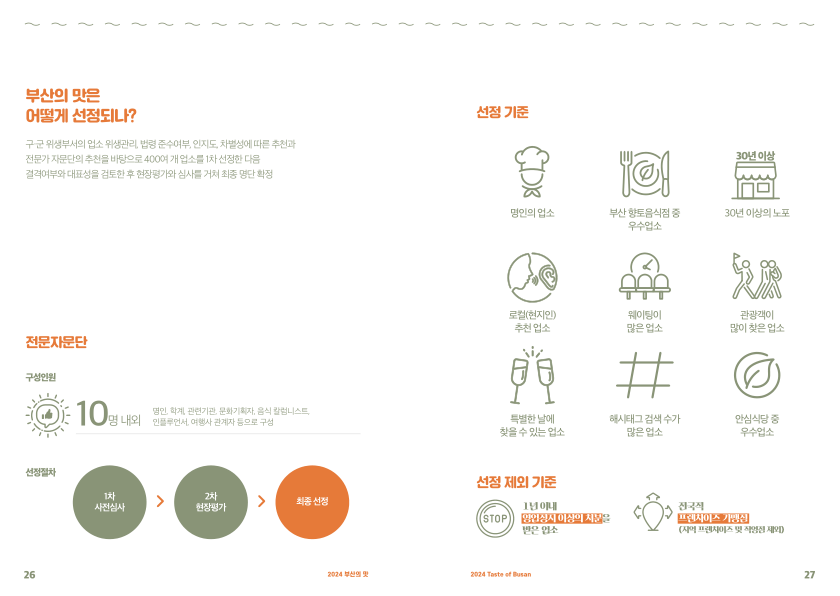 부산의 맛은
어떻게 선정되나?
구·군 위생부서의 업소 위생관리, 법령 준수여부, 인지도, 차별성에 따른 추천과
전문가 자문단의 추천을 바탕으로 400여 개 업소를 1차 선정한 다음
결격여부와 대표성을 검토한 후 현장평가와 심사를 거쳐 최종 명단 확정
전문자문단
구성인원
10명 내외
명인, 학계, 관련기관, 문화기획자, 음식 칼럼니스트,
인플루언서, 여행사 관계자 등으로 구성
선정절차
1차
사전심사
2차
현장평가
최종 선정
26
2024 부산의 맛
선정 기준
명인의 업소
부산 향토음식점 중
우수업소
30년 이상
30년 이상의 노포
로컬(현지인)
추천 업소
웨이팅이
많은 업소
관광객이
많이 찾은 업소
특별한 날에
찾을 수 있는 업소
해시태그 검색 수가
많은 업소
안심식당 중
우수업소
선정 제외 기준
STOP
1년 이내
영업정지 이상의 처분을
받은 업소
전국적
프랜차이즈 가맹점
(지역 프랜차이즈 및 직영점 제외)
2024 Taste of Busan
27